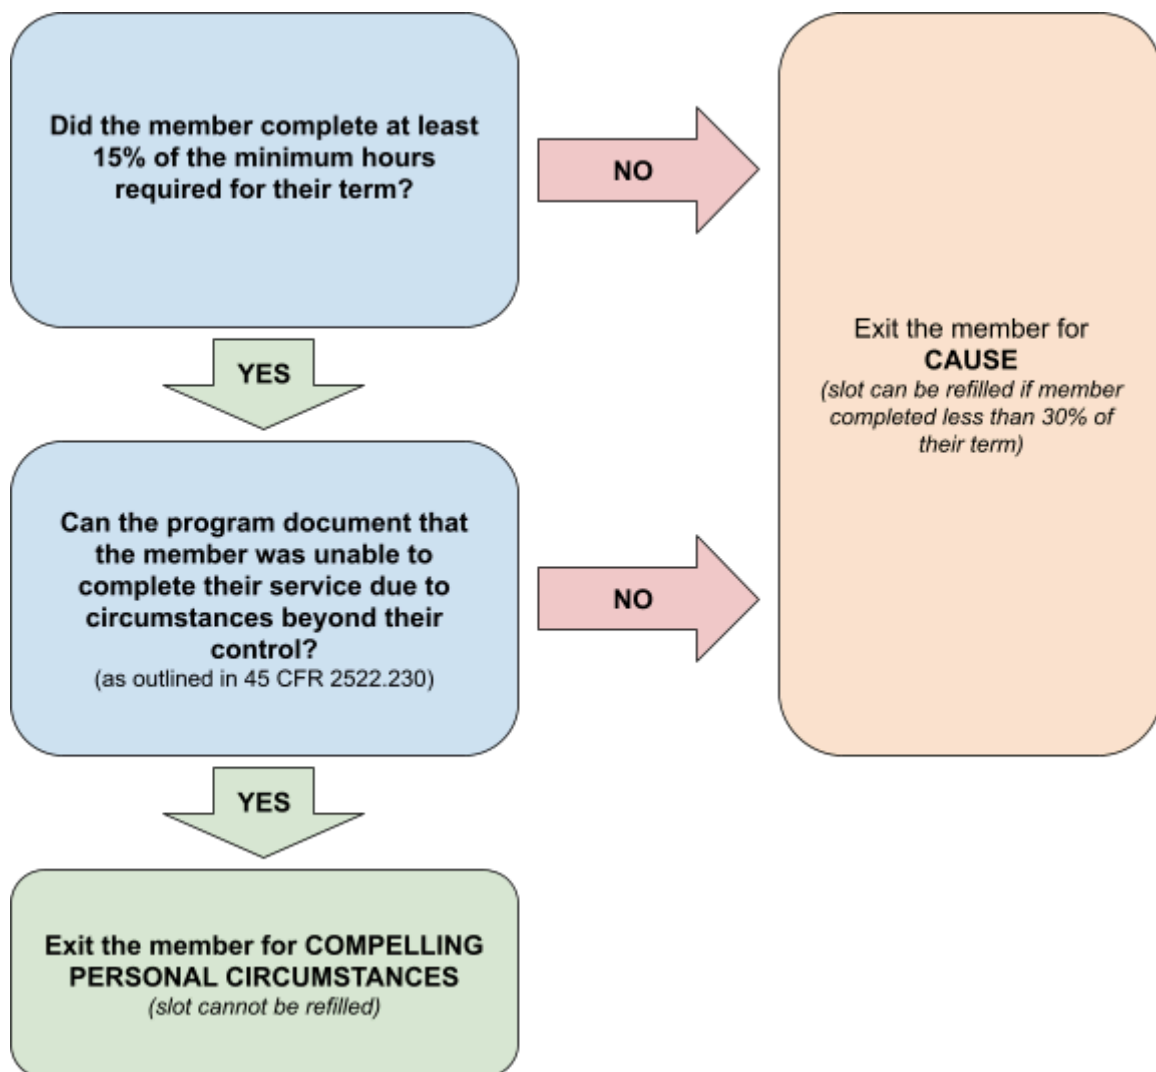 Did the member complete at least
15% of the minimum hours
required for their term?
NO
YES
Exit the member for
CAUSE
(slot can be refilled if member
completed less than 30% of
their term)
Can the program document that
the member was unable to
complete their service due to
circumstances beyond their
control?
(as outlined in 45 CFR 2522.230)
NO
YES
Exit the member for COMPELLING
PERSONAL CIRCUMSTANCES
(slot cannot be refilled)